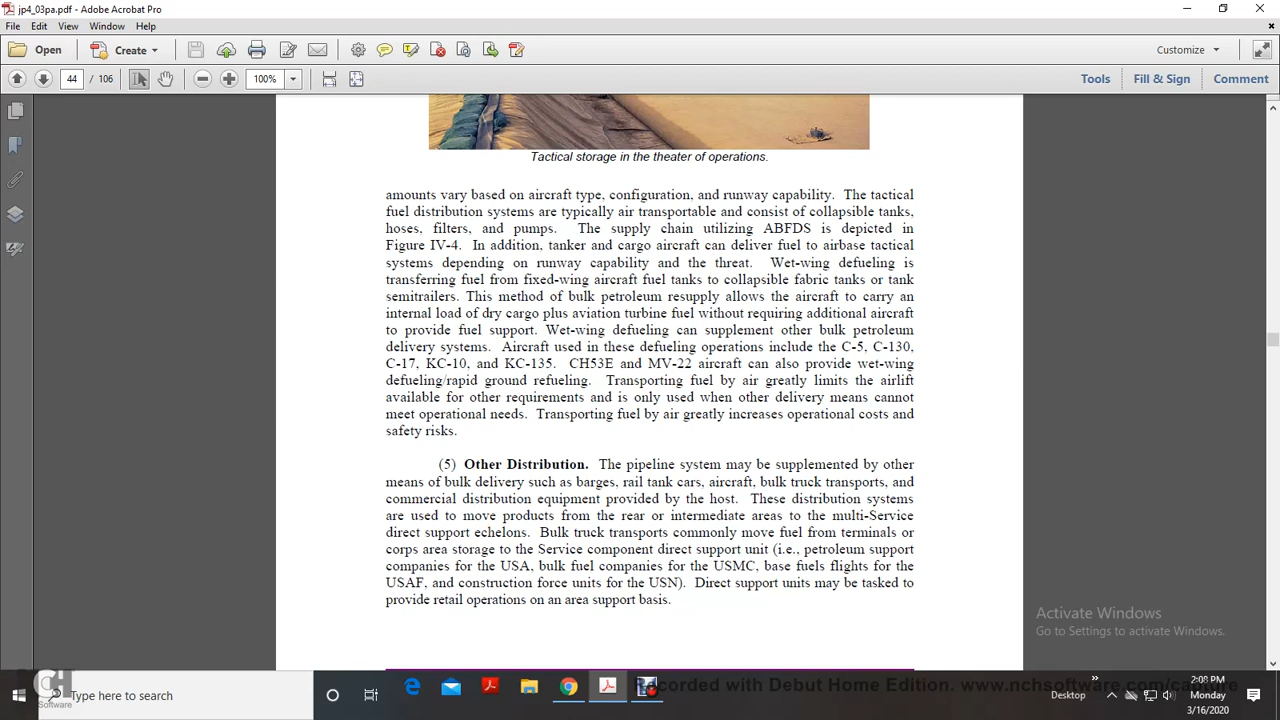 jp4_03pa.pdf - Adobe Acrobat Pro
File Edit View Window Help
Open Create Customize
44 / 106 100% Tools Fill & Sign Comment
Tactical storage in the theater of operations.
amounts vary based on aircraft type, configuration, and runway capability. The tactical
fuel distribution systems are typically air transportable and consist of collapsible tanks,
hoses, filters, and pumps. The supply chain utilizing ABFDS is depicted in
Figure IV-4. In addition, tanker and cargo aircraft can deliver fuel to airbase tactical
systems depending on runway capability and the threat. Wet-wing defueling is
transferring fuel from fixed-wing aircraft fuel tanks to collapsible fabric tanks or tank
semitrailers. This method of bulk petroleum resupply allows the aircraft to carry an
internal load of dry cargo plus aviation turbine fuel without requiring additional aircraft
to provide fuel support. Wet-wing defueling can supplement other bulk petroleum
delivery systems. Aircraft used in these defueling operations include the C-5, C-130,
C-17, KC-10, and KC-135. CH53E and MV-22 aircraft can also provide wet-wing
defueling/rapid ground refueling. Transporting fuel by air greatly limits the airlift
available for other requirements and is only used when other delivery means cannot
meet operational needs. Transporting fuel by air greatly increases operational costs and
safety risks.
(5) Other Distribution. The pipeline system may be supplemented by other
means of bulk delivery such as barges, rail tank cars, aircraft, bulk truck transports, and
commercial distribution equipment provided by the host. These distribution systems
are used to move products from the rear or intermediate areas to the multi-Service
direct support echelons. Bulk truck transports commonly move fuel from terminals or
corps area storage to the Service component direct support unit (i.e., petroleum support
companies for the USA, bulk fuel companies for the USMC, base fuels flights for the
USAF, and construction force units for the USN). Direct support units may be tasked to
provide retail operations on an area support basis.
Activate Windows
Go to Settings to activate Windows.
NCH Software
Type here to search
Recorded with Debut Home Edition. www.nchsoftware.com/capture
Desktop
2:08 PM
Monday
3/16/2020